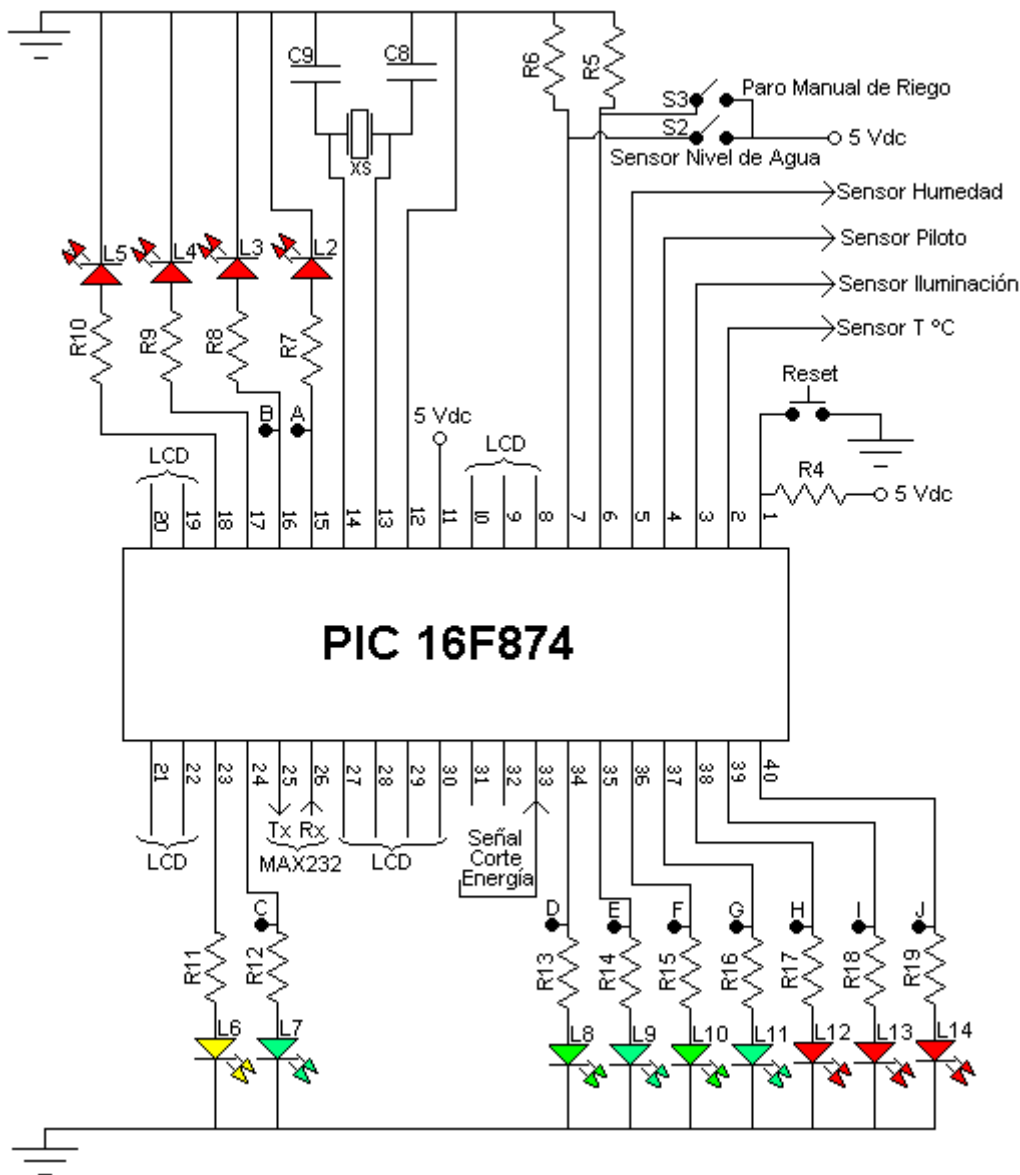 C9
C8
R6
R5
S3
Paro Manual de Riego
S2
5 Vdc
Sensor Nivel de Agua
XS
Sensor Humedad
Sensor Piloto
Sensor Iluminación
Sensor T ºC
L5
L4
L3
L2
R10
R9
R8
R7
Reset
B
A
5 Vdc
LCD
LCD
R4
5 Vdc
20
19
18
17
16
15
14
13
12
11
10
9
8
7
6
5
4
3
2
1
PIC 16F874
21
22
23
24
25
26
27
28
29
30
31
32
33
34
35
36
37
38
39
40
LCD
Tx
Rx
MAX232
LCD
Señal
Corte
Energía
C
D
E
F
G
H
I
J
R11
R12
R13
R14
R15
R16
R17
R18
R19
L6
L7
L8
L9
L10
L11
L12
L13
L14